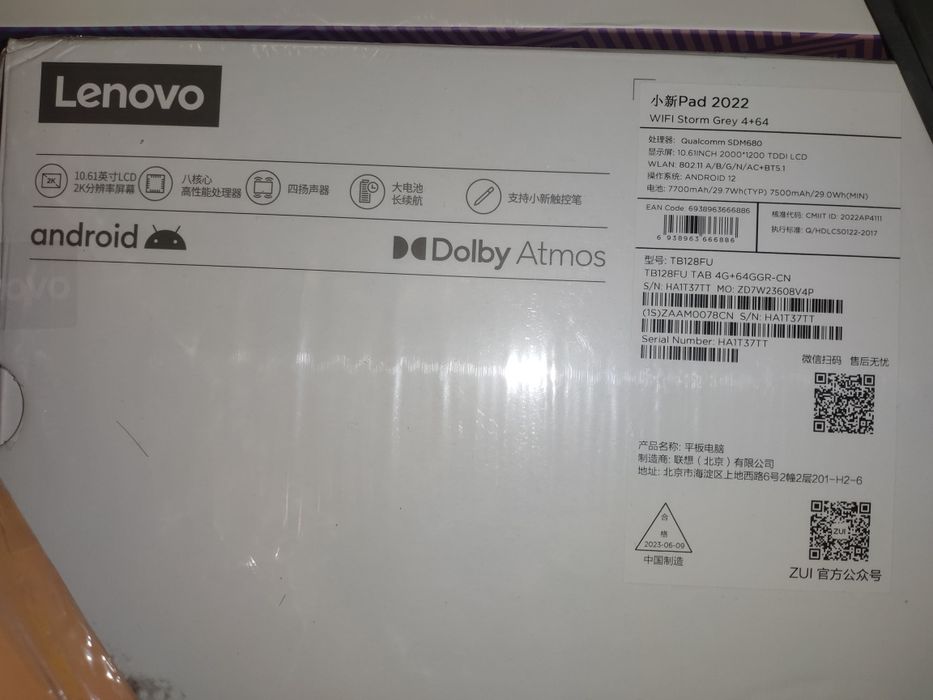 Lenovo
10.61英寸LCD
2K分辨率屏幕
2K
八核心
高性能处理器
四扬声器
大电池
长续航
支持小新触控笔
android
Dolby Atmos
小新Pad 2022
WIFI Storm Grey 4+64
处理器: Qualcomm SDM680
显示屏: 10.61INCH 2000*1200 TDDI LCD
WLAN: 802.11 A/B/G/N/AC+BT5.1
操作系统: ANDROID 12
电池: 7700mAh/29.7Wh(TYP) 7500mAh/29.0Wh(MIN)
EAN Code: 6938963666886
6 938963 666886
核准代码: CMIIT ID: 2022AP4111
执行标准: Q/HDLCS0122-2017
型号: TB128FU
TB128FU TAB 4G+64GGR-CN
S/N: HA1T37TT MO: ZD7W23608V4P
(1S)ZAAM0078CN S/N: HA1T37TT
Serial Number: HA1T37TT
微信扫码 售后无忧
产品名称: 平板电脑
制造商: 联想（北京）有限公司
地址: 北京市海淀区上地西路6号2幢2层201-H2-6
合
格
2023-06-09
中国制造
ZUI
ZUI 官方公众号
ovo